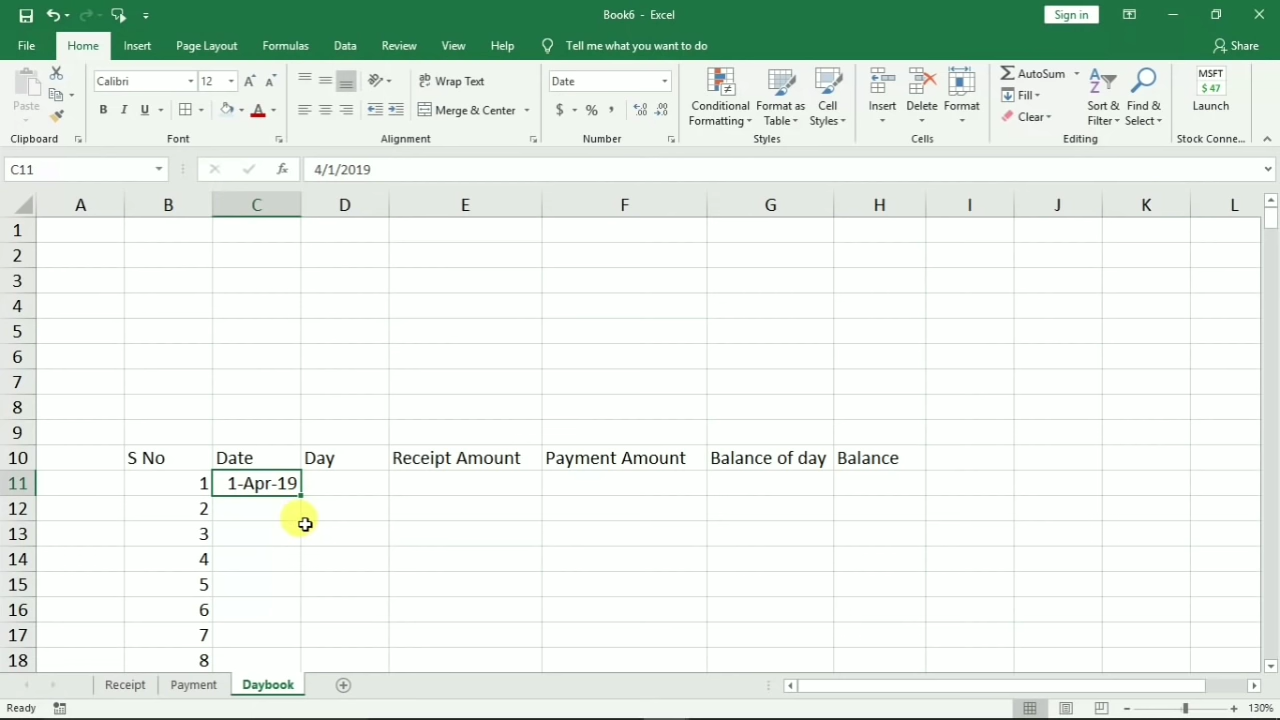 Book6 - Excel
Sign in
File Home Insert Page Layout Formulas Data Review View Help Tell me what you want to do Share
Paste
Calibri 12
B I U A
Wrap Text
Merge & Center
Date
$ % ,
Conditional Formatting
Format as Table
Cell Styles
Insert Delete Format
AutoSum
Fill
Clear
Sort & Filter
Find & Select
MSFT
$ 47
Launch
Clipboard Font Alignment Number Styles Cells Editing Stock Conne...
C11 fx 4/1/2019
A B C D E F G H I J K L
1
2
3
4
5
6
7
8
9
10 S No Date Day Receipt Amount Payment Amount Balance of day Balance
11 1 1-Apr-19
12 2
13 3
14 4
15 5
16 6
17 7
18 8
Receipt Payment Daybook
Ready 130%